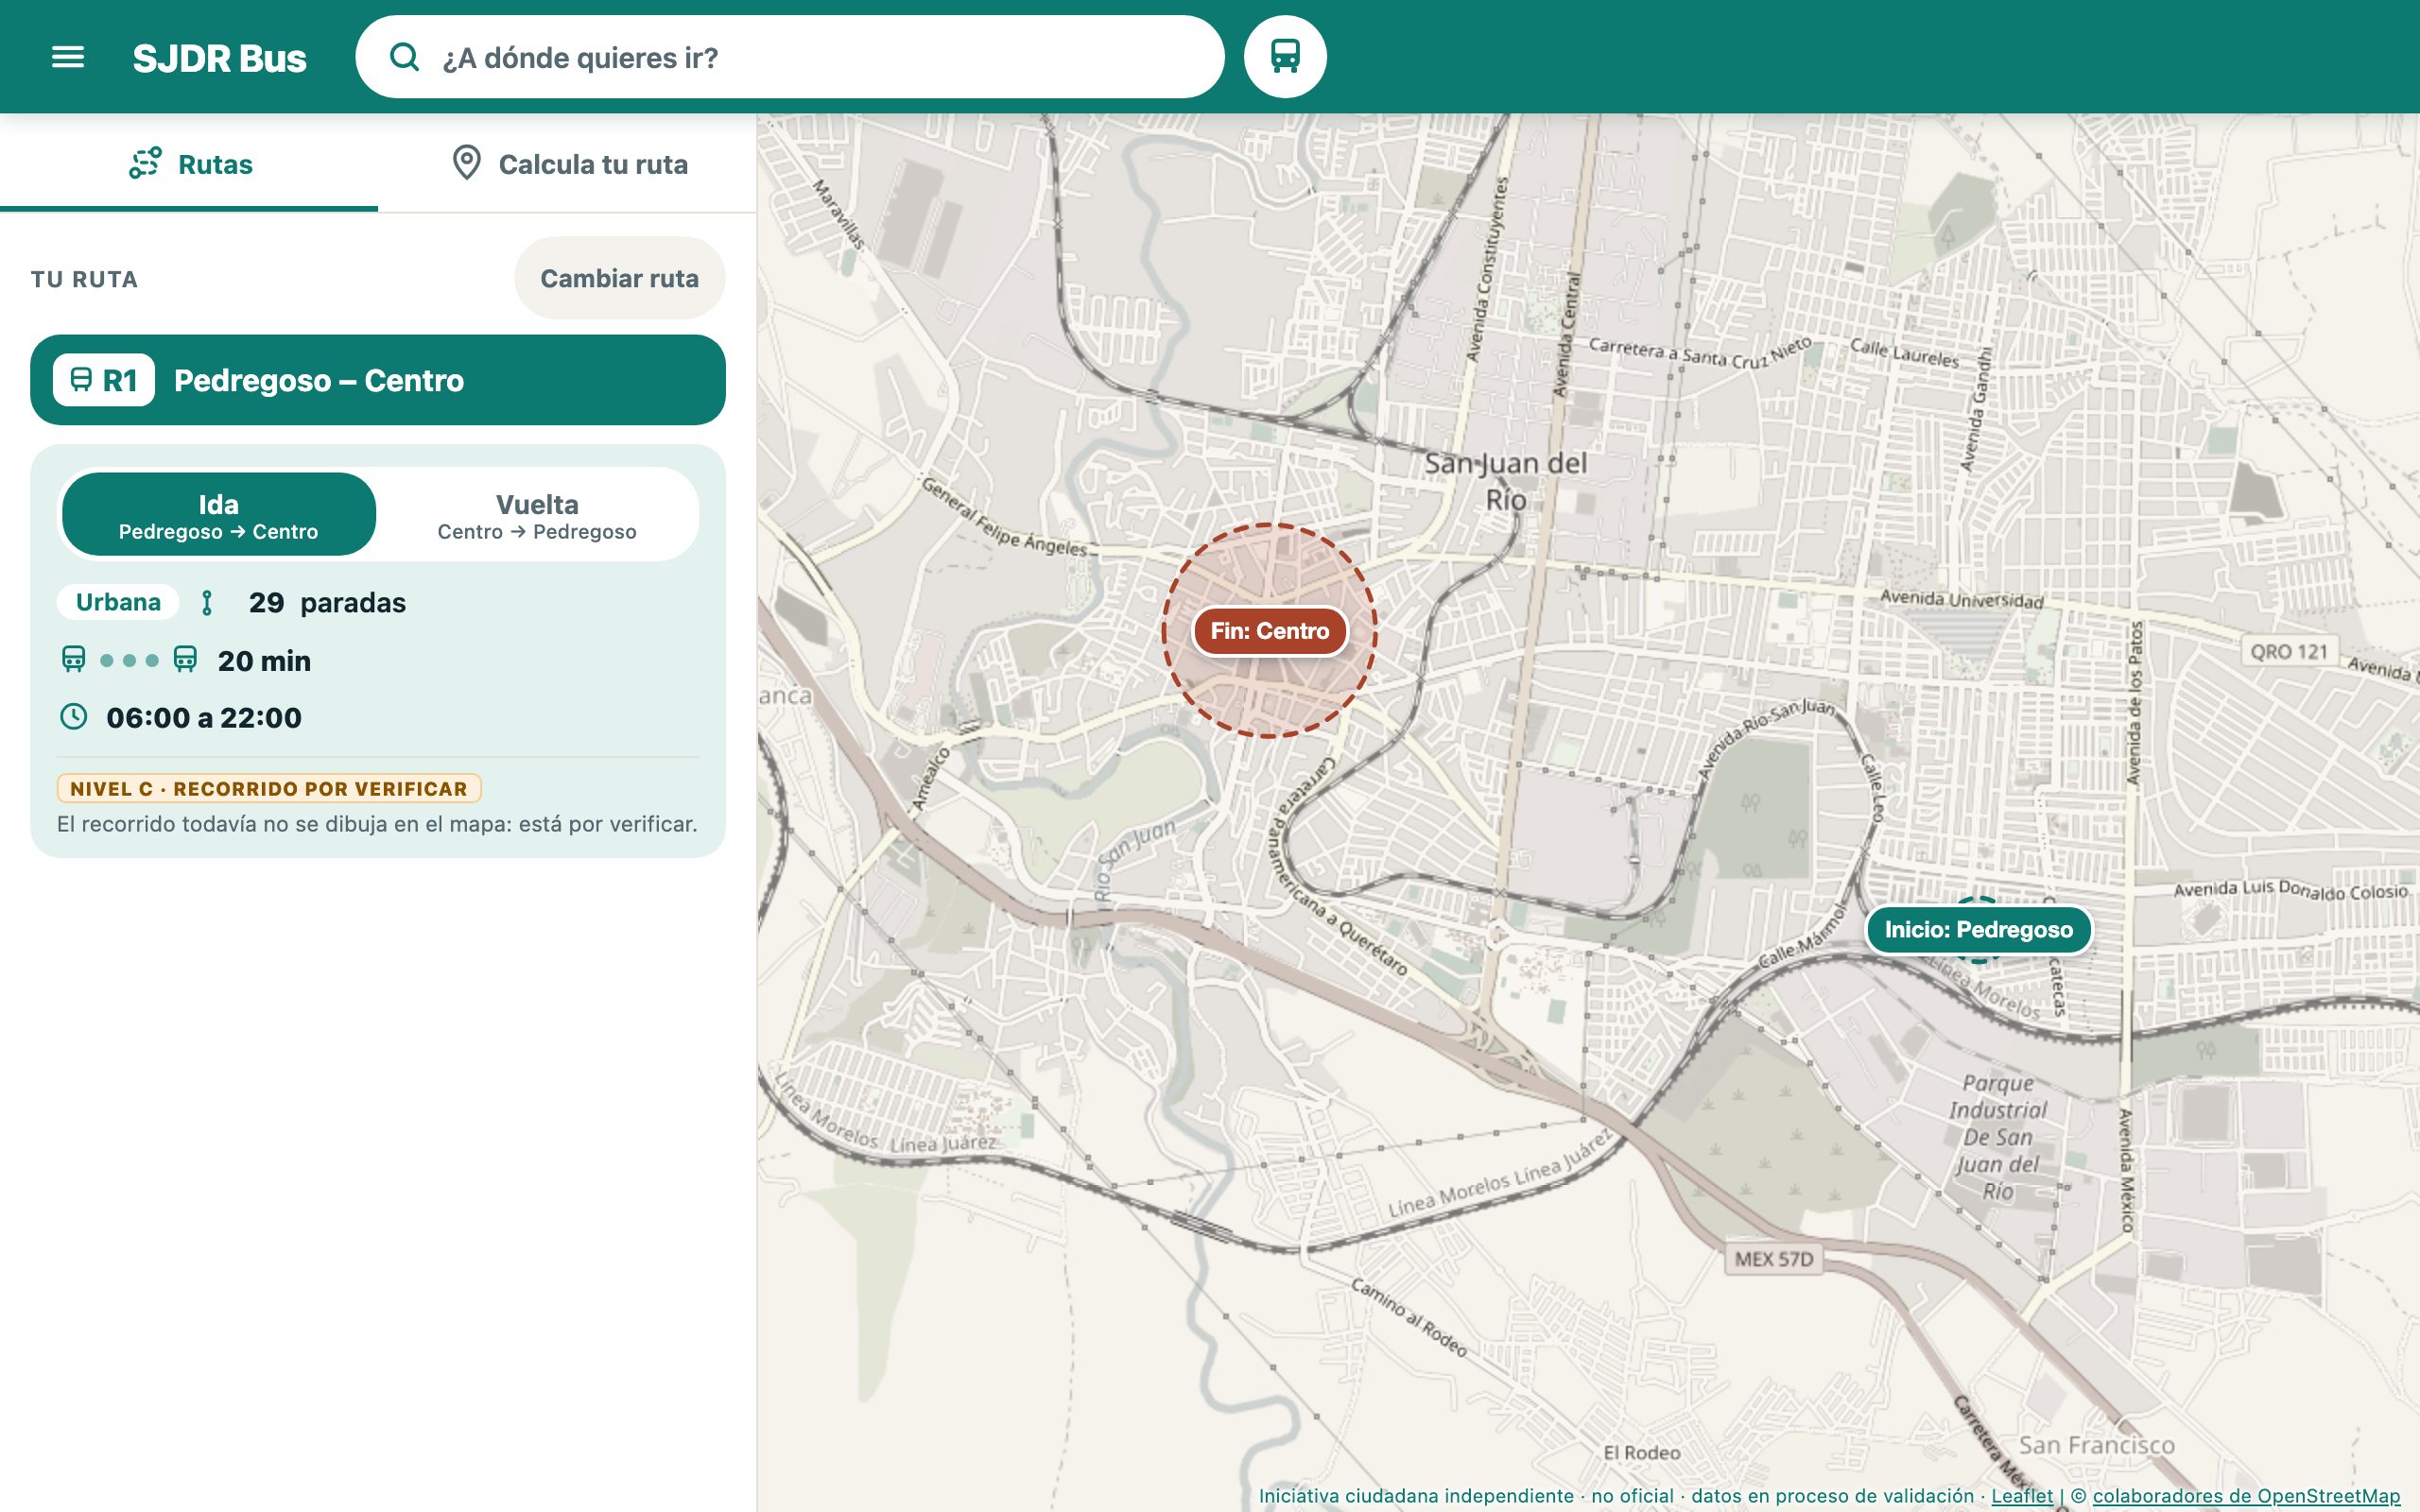 SJDR Bus
¿A dónde quieres ir?
Rutas
Calcula tu ruta
TU RUTA
Cambiar ruta
R1
Pedregoso – Centro
Ida
Pedregoso → Centro
Vuelta
Centro → Pedregoso
Urbana
29 paradas
20 min
06:00 a 22:00
NIVEL C · RECORRIDO POR VERIFICAR
El recorrido todavía no se dibuja en el mapa: está por verificar.
Maravillas
Avenida Constituyentes
Avenida Central
Carretera a Santa Cruz Nieto
Calle Laureles
Avenida Gandhi
San Juan del
Río
General Felipe Ángeles
Fin: Centro
Avenida Universidad
Avenida de los Patos
QRO 121
anca
Avenida Río San Juan
Calle Leo
Amealco
Carretera Panamericana a Querétaro
Río San Juan
Avenida Luis Donaldo Colosio
Inicio: Pedregoso
Calle Mármol
Línea Morelos
catecas
Parque
Industrial
De San
Juan del
Río
Avenida México
Línea Morelos
Línea Juárez
Línea Morelos Línea Juárez
MEX 57D
Camino al Rodeo
El Rodeo
San Francisco
Iniciativa ciudadana independiente · no oficial · datos en proceso de validación · Leaflet | © colaboradores de OpenStreetMap